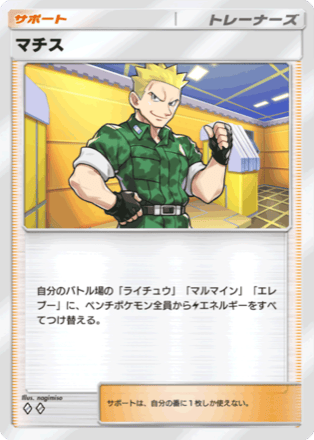 サポート
トレーナーズ
マチス
自分のバトル場の「ライチュウ」「マルマイン」「エレ
ブー」に、ベンチポケモン全員からエネルギーをすべ
てつけ替える。
Illus. nagimiso
サポートは、自分の番に1枚しか使えない。